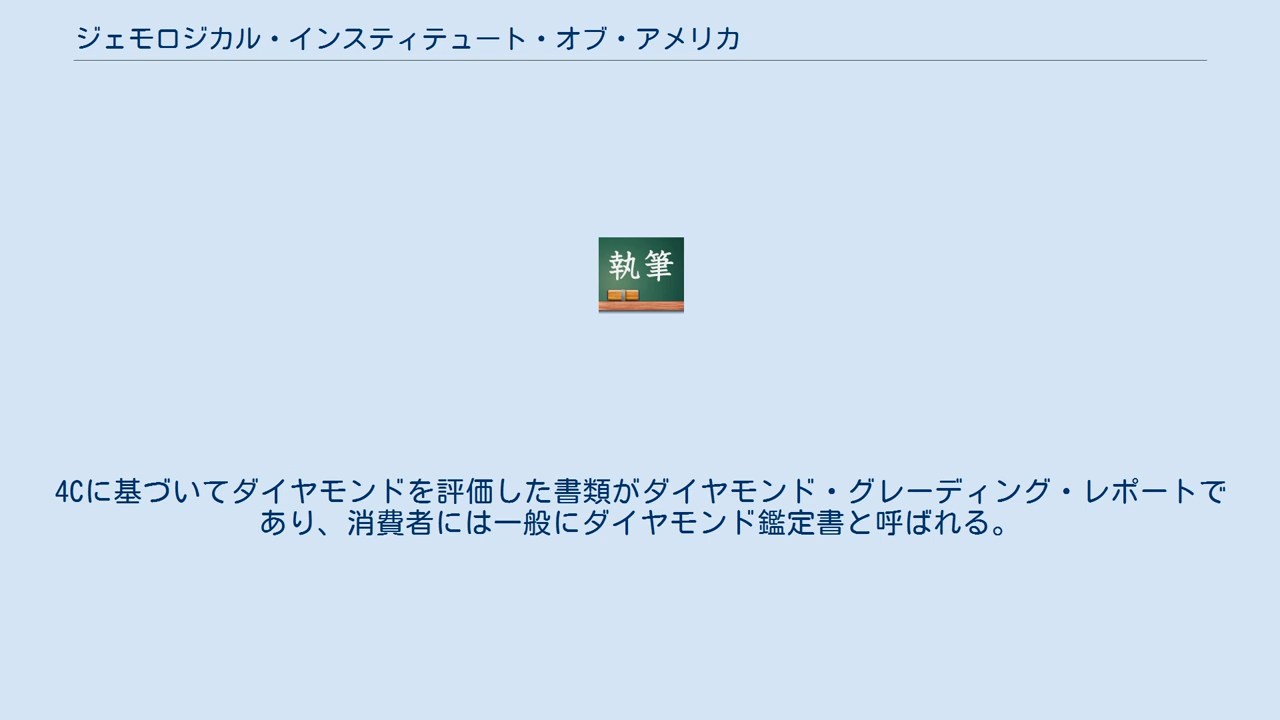 ジェモロジカル・インスティテュート・オブ・アメリカ
執筆
4Cに基づいてダイヤモンドを評価した書類がダイヤモンド・グレーディング・レポートで
あり、消費者には一般にダイヤモンド鑑定書と呼ばれる。